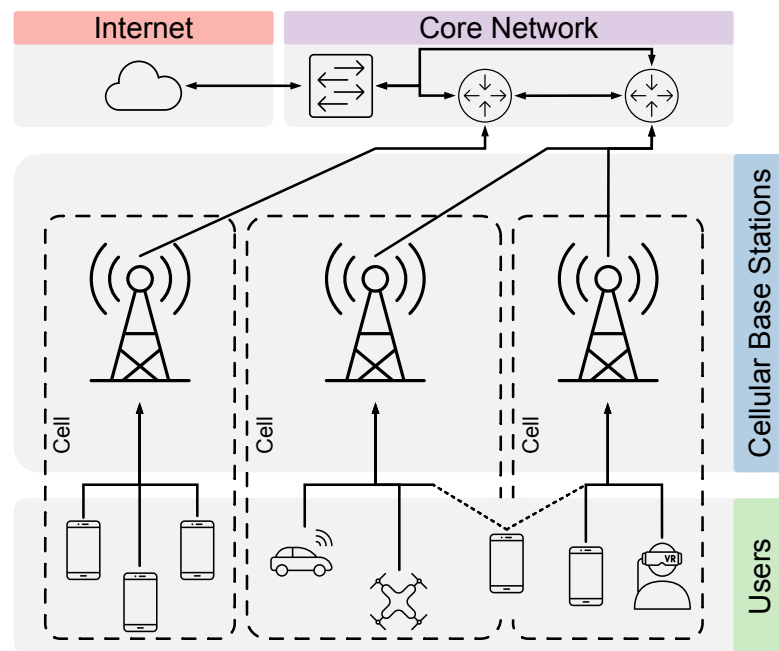 Internet
Core Network
Cellular Base Stations
Cell
Cell
Cell
VR
Users